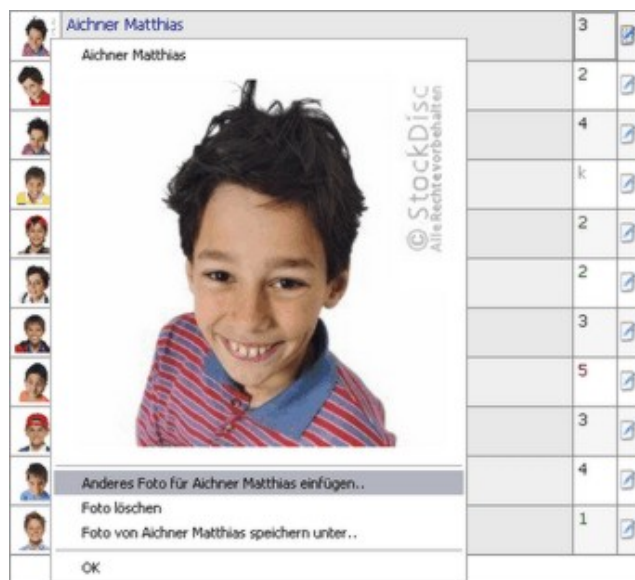 Aichner Matthias
3
Aichner Matthias
© StockDisc
Alle Rechte vorbehalten
2
4
k
2
2
3
5
3
Anderes Foto für Aichner Matthias einfügen..
4
Foto löschen
Foto von Aichner Matthias speichern unter..
1
OK